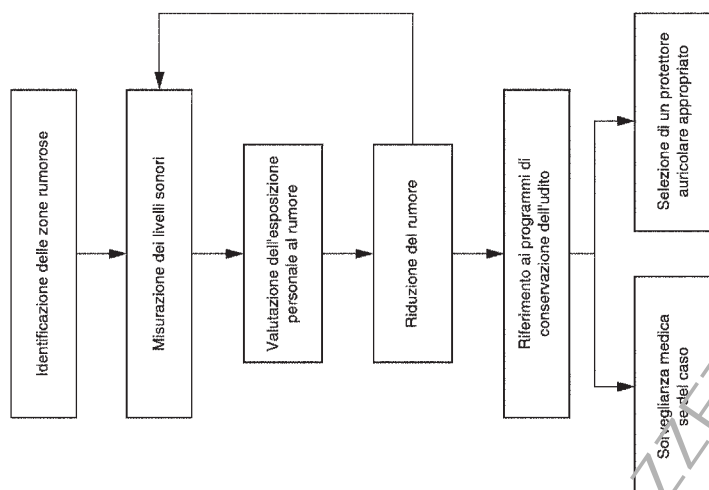 Identificazione delle zone rumorose
Misurazione dei livelli sonori
Valutazione dell'esposizione
personale al rumore
Riduzione del rumore
Riferimento ai programmi di
conservazione dell'udito
Sorveglianza medica
se del caso
Selezione di un protettore
auricolare appropriato